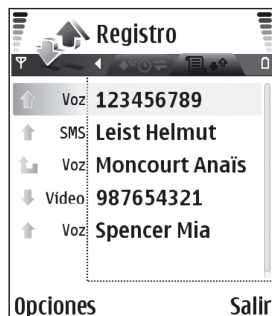 Registro
Voz 123456789
SMS Leist Helmut
Voz Moncourt Anaïs
Vídeo 987654321
Voz Spencer Mia
Opciones Salir